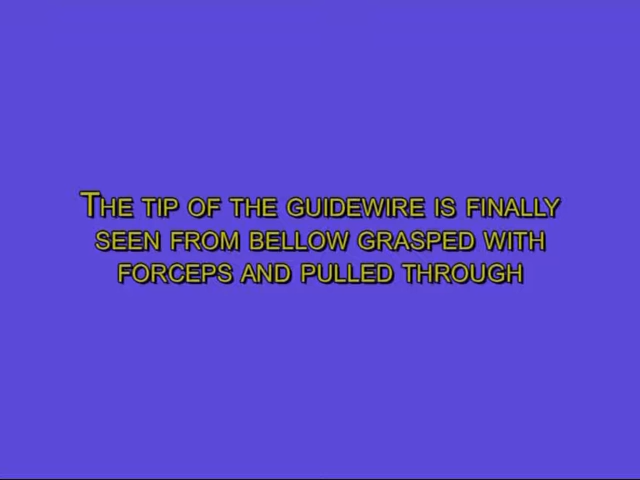 THE TIP OF THE GUIDEWIRE IS FINALLY
SEEN FROM BELLOW GRASPED WITH
FORCEPS AND PULLED THROUGH